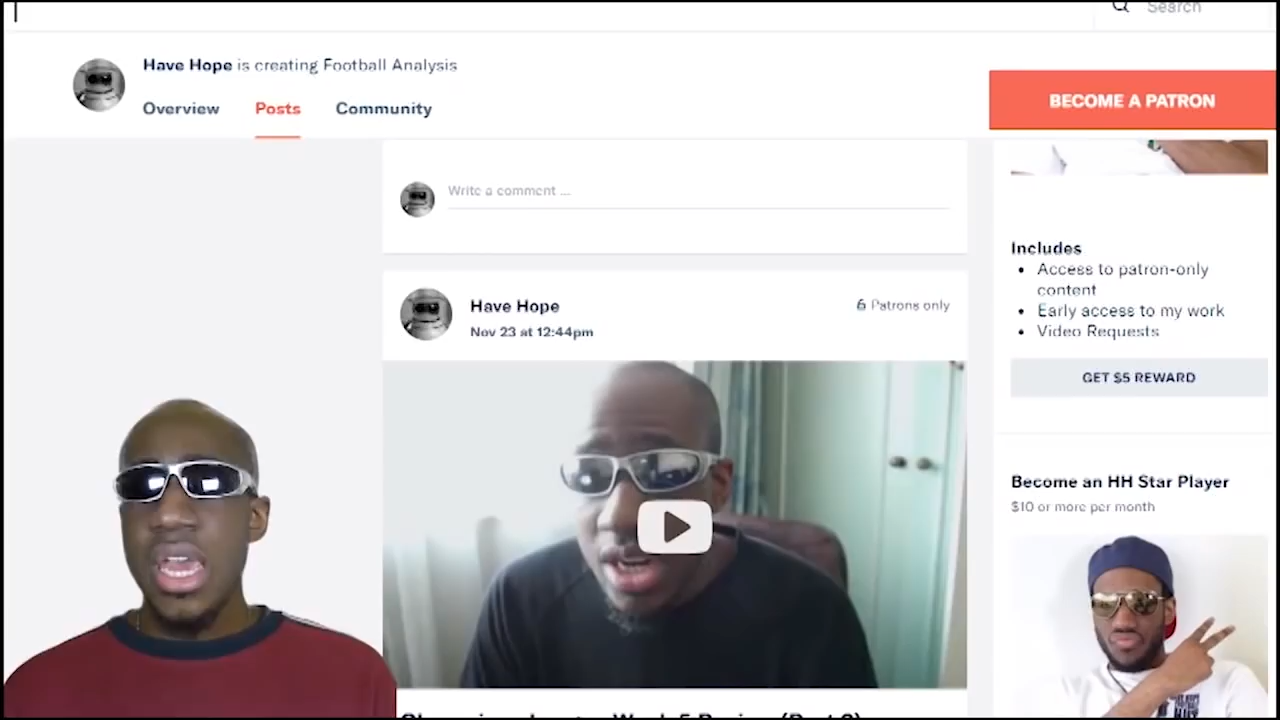 Search
Have Hope is creating Football Analysis
Overview Posts Community
BECOME A PATRON
Write a comment ...
Includes
Access to patron-only
content
Early access to my work
Video Requests
GET $5 REWARD
Have Hope
Nov 23 at 12:44pm
6 Patrons only
Become an HH Star Player
$10 or more per month